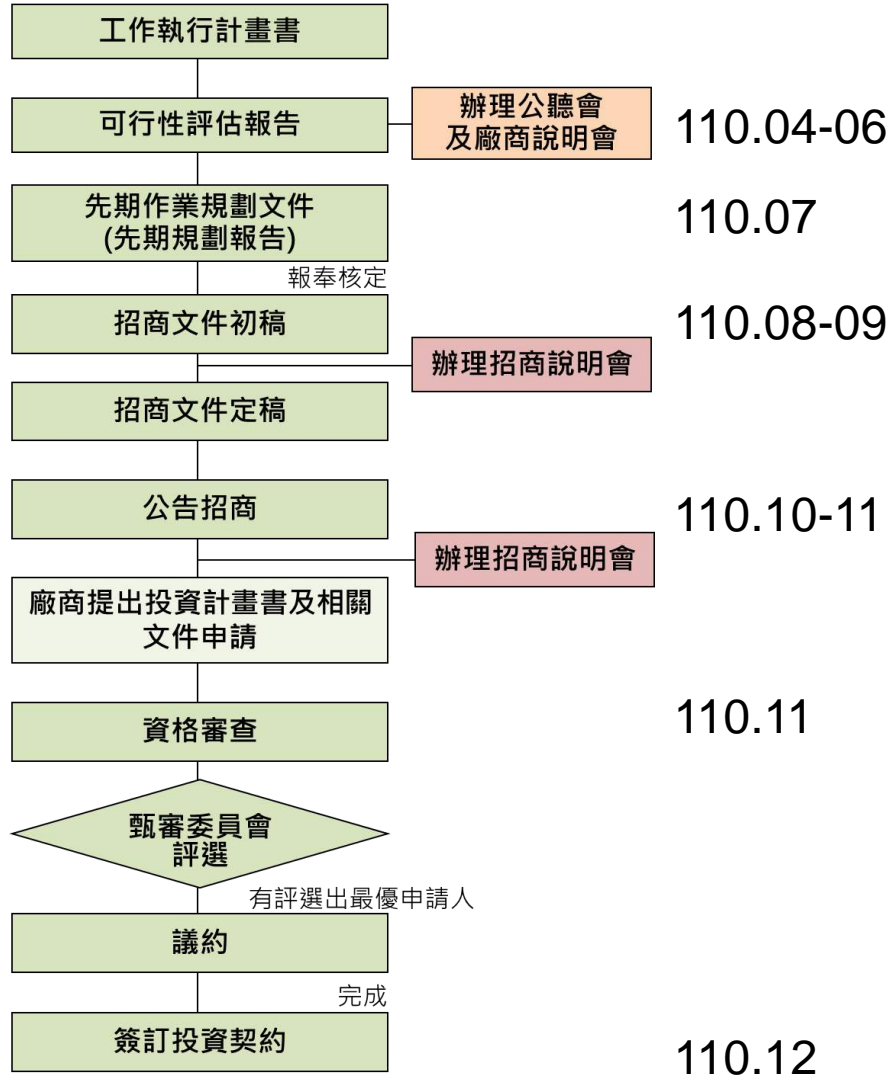 工作執行計畫書
可行性評估報告
辦理公聽會
及廠商說明會
110.04-06
先期作業規劃文件
(先期規劃報告)
110.07
報奉核定
招商文件初稿
110.08-09
辦理招商說明會
招商文件定稿
公告招商
110.10-11
辦理招商說明會
廠商提出投資計畫書及相關
文件申請
資格審查
110.11
甄審委員會
評選
有評選出最優申請人
議約
完成
簽訂投資契約
110.12